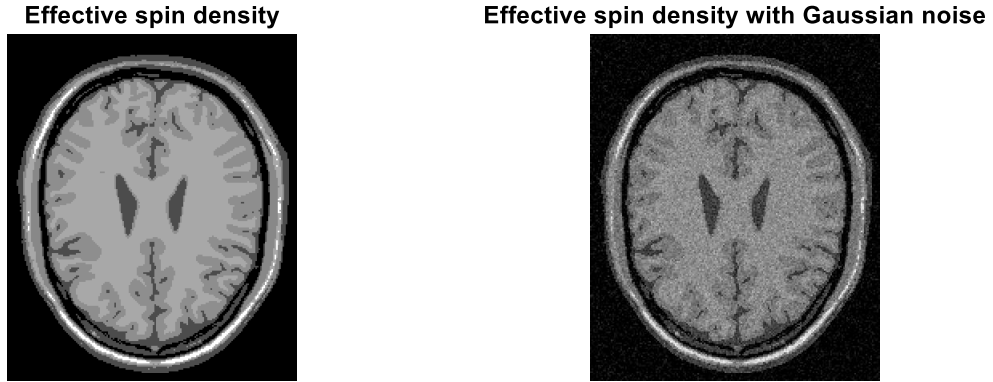 Effective spin density
Effective spin density with Gaussian noise